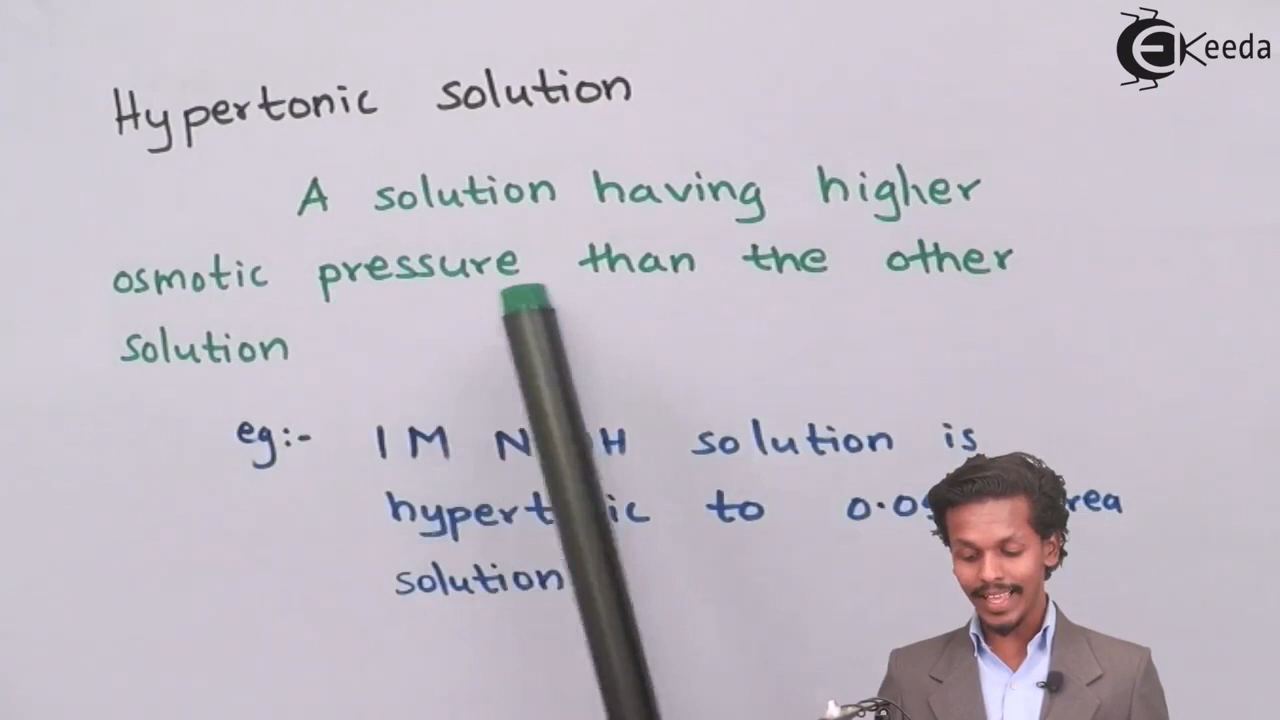 Keeda
Hypertonic solution
A solution having higher
osmotic pressure than the other
solution
eg:- 1 M solution is
to
solution